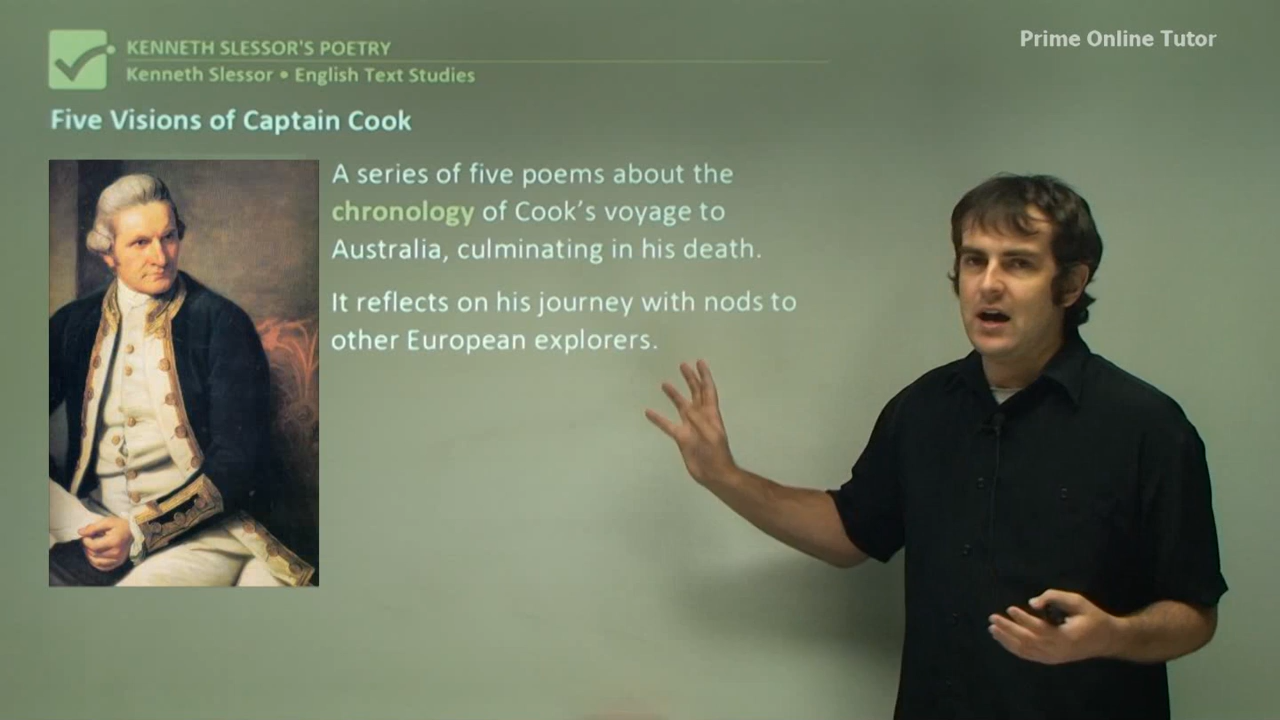 KENNETH SLESSOR'S POETRY
Kenneth Slessor • English Text Studies
Prime Online Tutor
Five Visions of Captain Cook
A series of five poems about the
chronology of Cook's voyage to
Australia, culminating in his death.
It reflects on his journey with nods to
other European explorers.